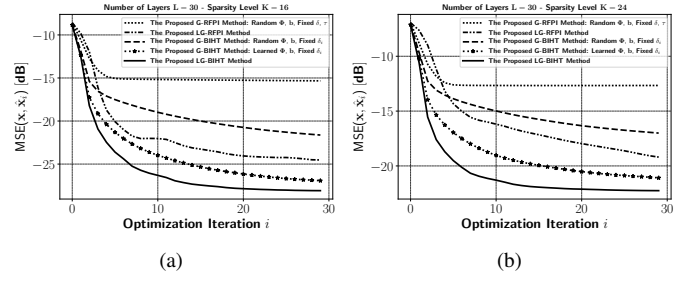 Number of Layers L − 30 - Sparsity Level K − 16
The Proposed G-RFPI Method: Random Φ, b, Fixed δ, τ
The Proposed LG-RFPI Method
The Proposed G-BIHT Method: Random Φ, b, Fixed δ,
The Proposed G-BIHT Method: Learned Φ, b, Fixed δ,
The Proposed LG-BIHT Method
MSE(x, x̂ᵢ) [dB]
−10
−15
−20
−25
0
10
20
30
Optimization Iteration i
(a)
Number of Layers L − 30 - Sparsity Level K − 24
The Proposed G-RFPI Method: Random Φ, b, Fixed δ, τ
The Proposed LG-RFPI Method
The Proposed G-BIHT Method: Random Φ, b, Fixed δ,
The Proposed G-BIHT Method: Learned Φ, b, Fixed δ,
The Proposed LG-BIHT Method
MSE(x, x̂ᵢ) [dB]
−10
−15
−20
0
10
20
30
Optimization Iteration i
(b)